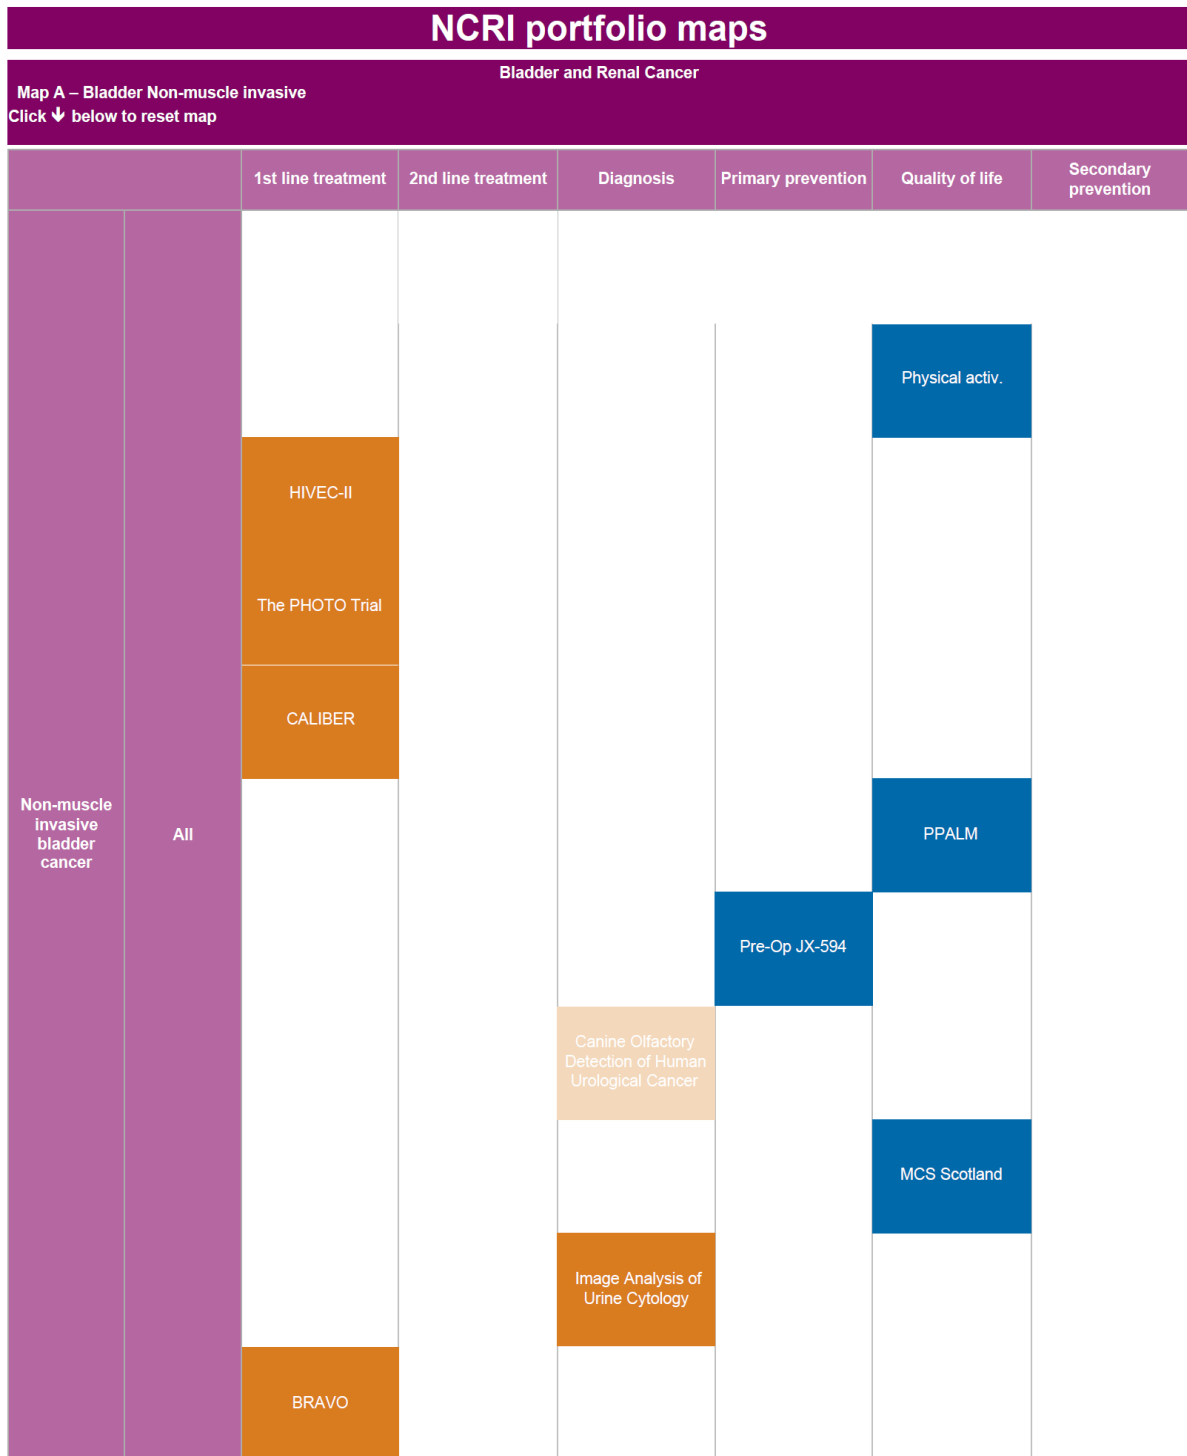 NCRI portfolio maps
Bladder and Renal Cancer
Map A – Bladder Non-muscle invasive
Click ↓ below to reset map
1st line treatment
2nd line treatment
Diagnosis
Primary prevention
Quality of life
Secondary
prevention
Physical activ.
HIVEC-II
The PHOTO Trial
CALIBER
Non-muscle
invasive
bladder
cancer
All
PPALM
Pre-Op JX-594
Canine Olfactory
Detection of Human
Urological Cancer
MCS Scotland
Image Analysis of
Urine Cytology
BRAVO